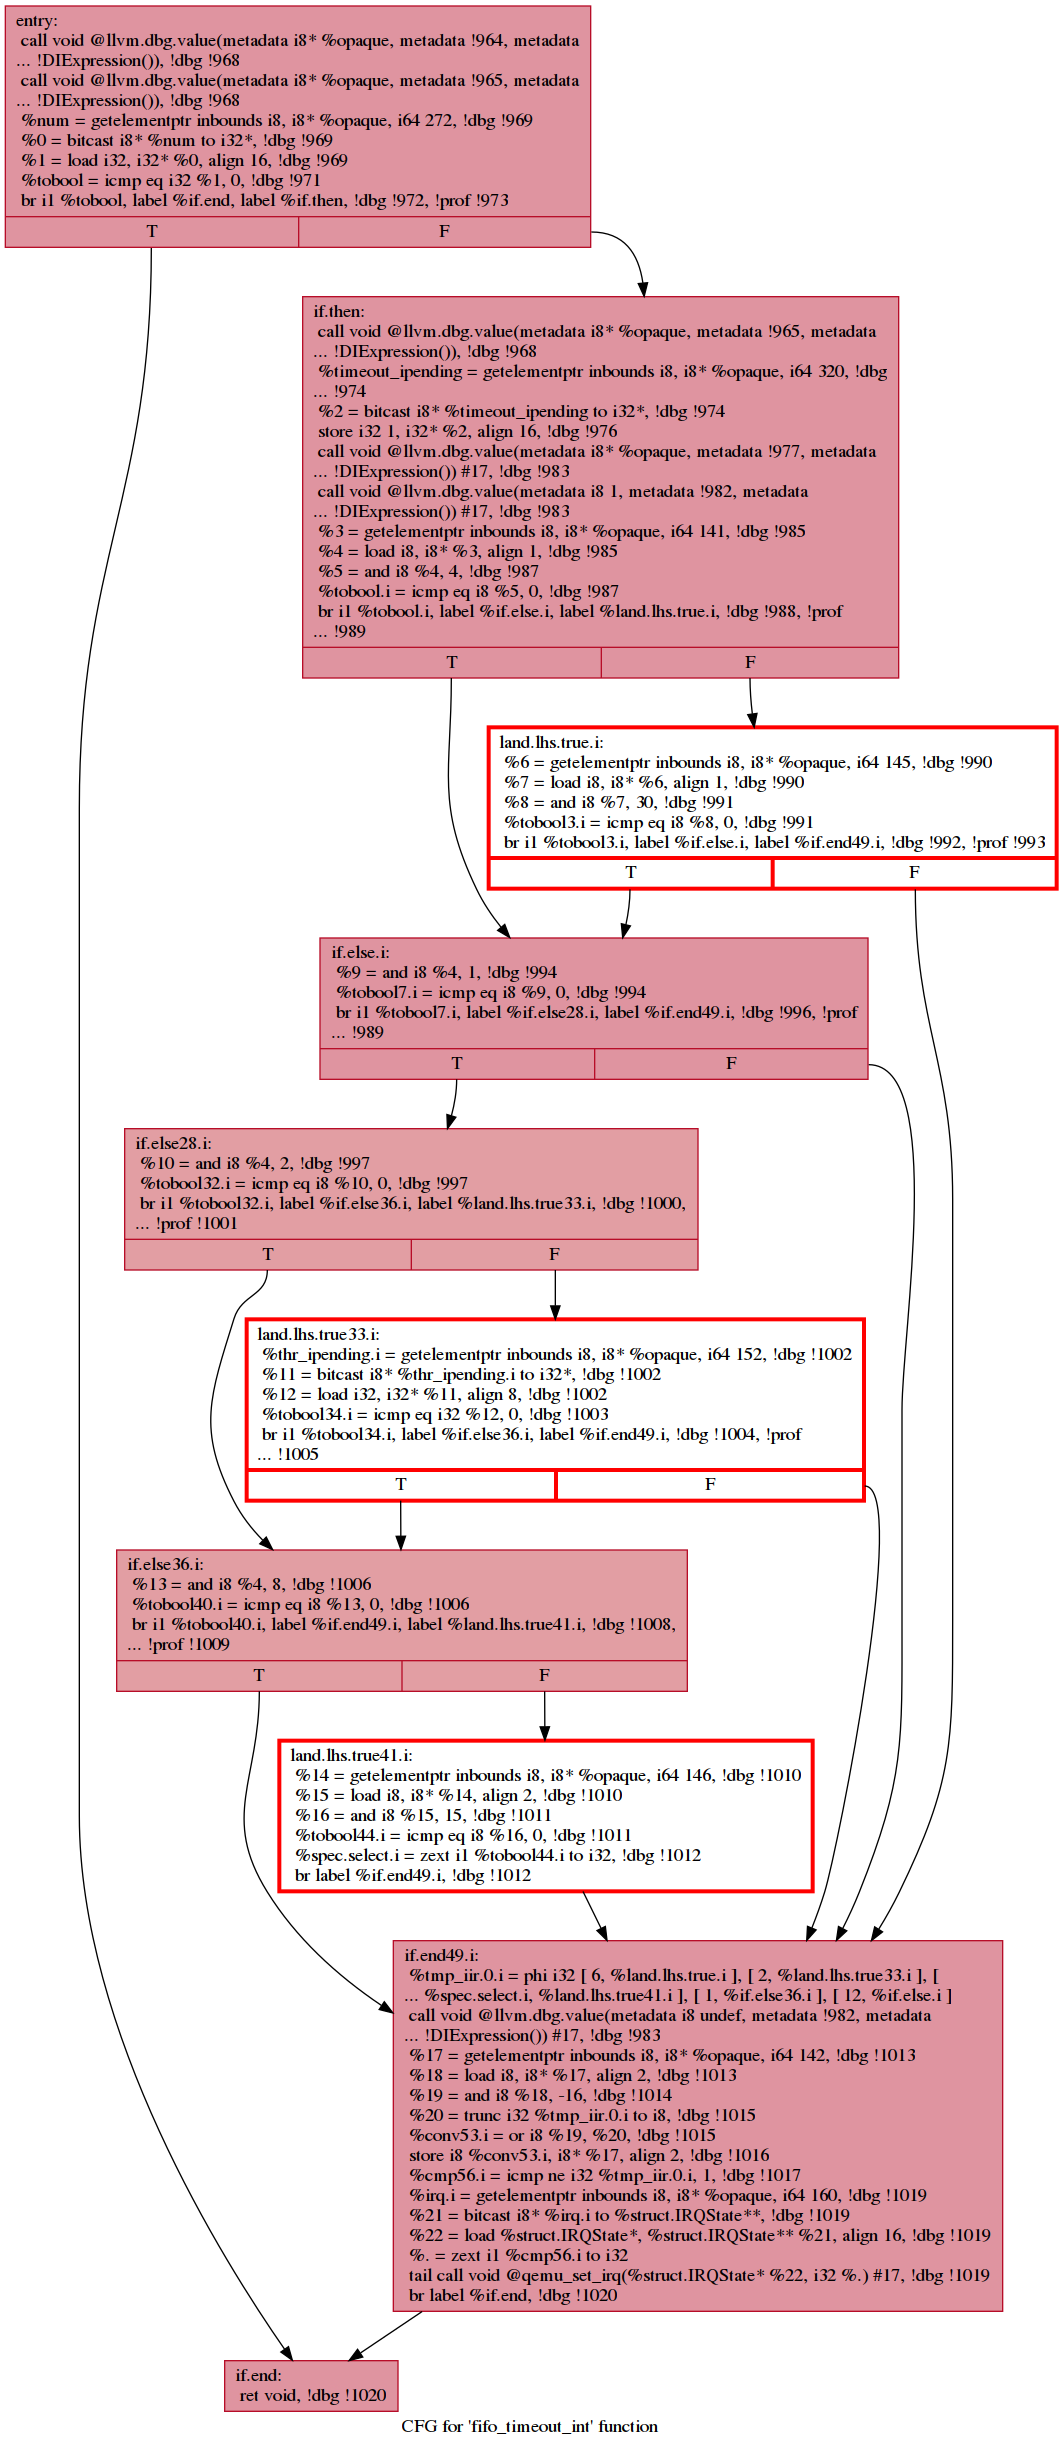 entry:
call void @llvm.dbg.value(metadata i8* %opaque, metadata !964, metadata
... !DIExpression()), !dbg !968
call void @llvm.dbg.value(metadata i8* %opaque, metadata !965, metadata
... !DIExpression()), !dbg !968
%num = getelementptr inbounds i8, i8* %opaque, i64 272, !dbg !969
%0 = bitcast i8* %num to i32*, !dbg !969
%1 = load i32, i32* %0, align 16, !dbg !969
%tobool = icmp eq i32 %1, 0, !dbg !971
br i1 %tobool, label %if.end, label %if.then, !dbg !972, !prof !973
T F
if.then:
call void @llvm.dbg.value(metadata i8* %opaque, metadata !965, metadata
... !DIExpression()), !dbg !968
%timeout_ipending = getelementptr inbounds i8, i8* %opaque, i64 320, !dbg
... !974
%2 = bitcast i8* %timeout_ipending to i32*, !dbg !974
store i32 1, i32* %2, align 16, !dbg !976
call void @llvm.dbg.value(metadata i8* %opaque, metadata !977, metadata
... !DIExpression()) #17, !dbg !983
call void @llvm.dbg.value(metadata i8 1, metadata !982, metadata
... !DIExpression()) #17, !dbg !983
%3 = getelementptr inbounds i8, i8* %opaque, i64 141, !dbg !985
%4 = load i8, i8* %3, align 1, !dbg !985
%5 = and i8 %4, 4, !dbg !987
%tobool.i = icmp eq i8 %5, 0, !dbg !987
br i1 %tobool.i, label %if.else.i, label %land.lhs.true.i, !dbg !988, !prof
... !989
T F
land.lhs.true.i:
%6 = getelementptr inbounds i8, i8* %opaque, i64 145, !dbg !990
%7 = load i8, i8* %6, align 1, !dbg !990
%8 = and i8 %7, 30, !dbg !991
%tobool3.i = icmp eq i8 %8, 0, !dbg !991
br i1 %tobool3.i, label %if.else.i, label %if.end49.i, !dbg !992, !prof !993
T F
if.else.i:
%9 = and i8 %4, 1, !dbg !994
%tobool7.i = icmp eq i8 %9, 0, !dbg !994
br i1 %tobool7.i, label %if.else28.i, label %if.end49.i, !dbg !996, !prof
... !989
T F
if.else28.i:
%10 = and i8 %4, 2, !dbg !997
%tobool32.i = icmp eq i8 %10, 0, !dbg !997
br i1 %tobool32.i, label %if.else36.i, label %land.lhs.true33.i, !dbg !1000,
... !prof !1001
T F
land.lhs.true33.i:
%thr_ipending.i = getelementptr inbounds i8, i8* %opaque, i64 152, !dbg !1002
%11 = bitcast i8* %thr_ipending.i to i32*, !dbg !1002
%12 = load i32, i32* %11, align 8, !dbg !1002
%tobool34.i = icmp eq i32 %12, 0, !dbg !1003
br i1 %tobool34.i, label %if.else36.i, label %if.end49.i, !dbg !1004, !prof
... !1005
T F
if.else36.i:
%13 = and i8 %4, 8, !dbg !1006
%tobool40.i = icmp eq i8 %13, 0, !dbg !1006
br i1 %tobool40.i, label %if.end49.i, label %land.lhs.true41.i, !dbg !1008,
... !prof !1009
T F
land.lhs.true41.i:
%14 = getelementptr inbounds i8, i8* %opaque, i64 146, !dbg !1010
%15 = load i8, i8* %14, align 2, !dbg !1010
%16 = and i8 %15, 15, !dbg !1011
%tobool44.i = icmp eq i8 %16, 0, !dbg !1011
%spec.select.i = zext i1 %tobool44.i to i32, !dbg !1012
br label %if.end49.i, !dbg !1012
if.end49.i:
%tmp_iir.0.i = phi i32 [ 6, %land.lhs.true.i ], [ 2, %land.lhs.true33.i ], [
... %spec.select.i, %land.lhs.true41.i ], [ 1, %if.else36.i ], [ 12, %if.else.i ]
call void @llvm.dbg.value(metadata i8 undef, metadata !982, metadata
... !DIExpression()) #17, !dbg !983
%17 = getelementptr inbounds i8, i8* %opaque, i64 142, !dbg !1013
%18 = load i8, i8* %17, align 2, !dbg !1013
%19 = and i8 %18, -16, !dbg !1014
%20 = trunc i32 %tmp_iir.0.i to i8, !dbg !1015
%conv53.i = or i8 %19, %20, !dbg !1015
store i8 %conv53.i, i8* %17, align 2, !dbg !1016
%cmp56.i = icmp ne i32 %tmp_iir.0.i, 1, !dbg !1017
%irq.i = getelementptr inbounds i8, i8* %opaque, i64 160, !dbg !1019
%21 = bitcast i8* %irq.i to %struct.IRQState**, !dbg !1019
%22 = load %struct.IRQState*, %struct.IRQState** %21, align 16, !dbg !1019
%. = zext i1 %cmp56.i to i32
tail call void @qemu_set_irq(%struct.IRQState* %22, i32 %.) #17, !dbg !1019
br label %if.end, !dbg !1020
if.end:
ret void, !dbg !1020
CFG for 'fifo_timeout_int' function